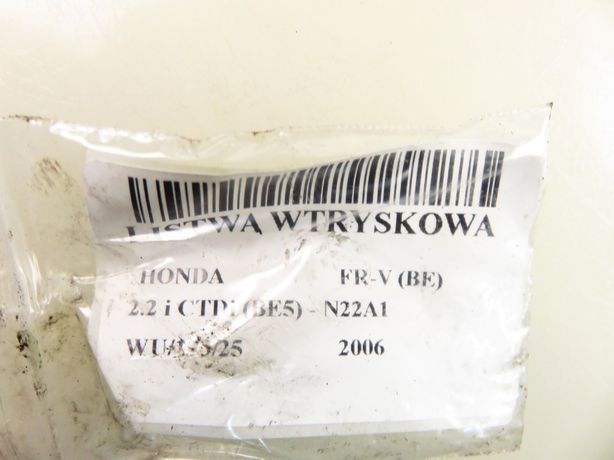 LISTWA WTRYSKOWA
HONDA FR-V (BE)
2.2 i CTDi (BE5) - N22A1
2006